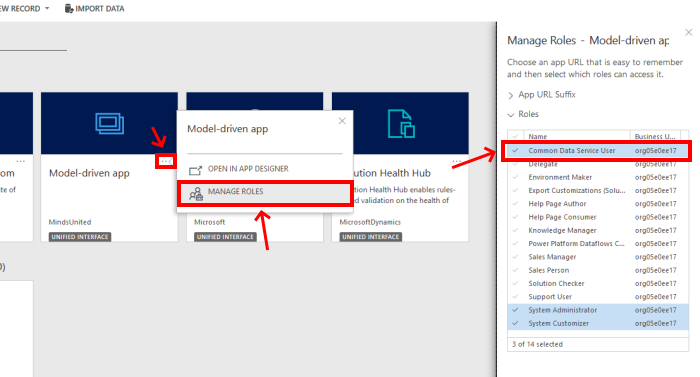 EW RECORD
IMPORT DATA
Manage Roles - Model-driven ap
Choose an app URL that is easy to remember
and then select which roles can access it.
App URL Suffix
Roles
Name Business U...
Common Data Service User org05e0ee17
Delegate org05e0ee17
Environment Maker org05e0ee17
Export Customizations (Solu... org05e0ee17
Help Page Author org05e0ee17
Help Page Consumer org05e0ee17
Knowledge Manager org05e0ee17
Power Platform Dataflows C... org05e0ee17
Sales Manager org05e0ee17
Sales Person org05e0ee17
Solution Checker org05e0ee17
Support User org05e0ee17
System Administrator org05e0ee17
System Customizer org05e0ee17
3 of 14 selected
Model-driven app
OPEN IN APP DESIGNER
MANAGE ROLES
om
te of
Model-driven app
MindsUnited
UNIFIED INTERFACE
Microsoft
UNIFIED INTERFACE
ution Health Hub
tion Health Hub enables rules-
d validation on the health of
MicrosoftDynamics
UNIFIED INTERFACE
0)